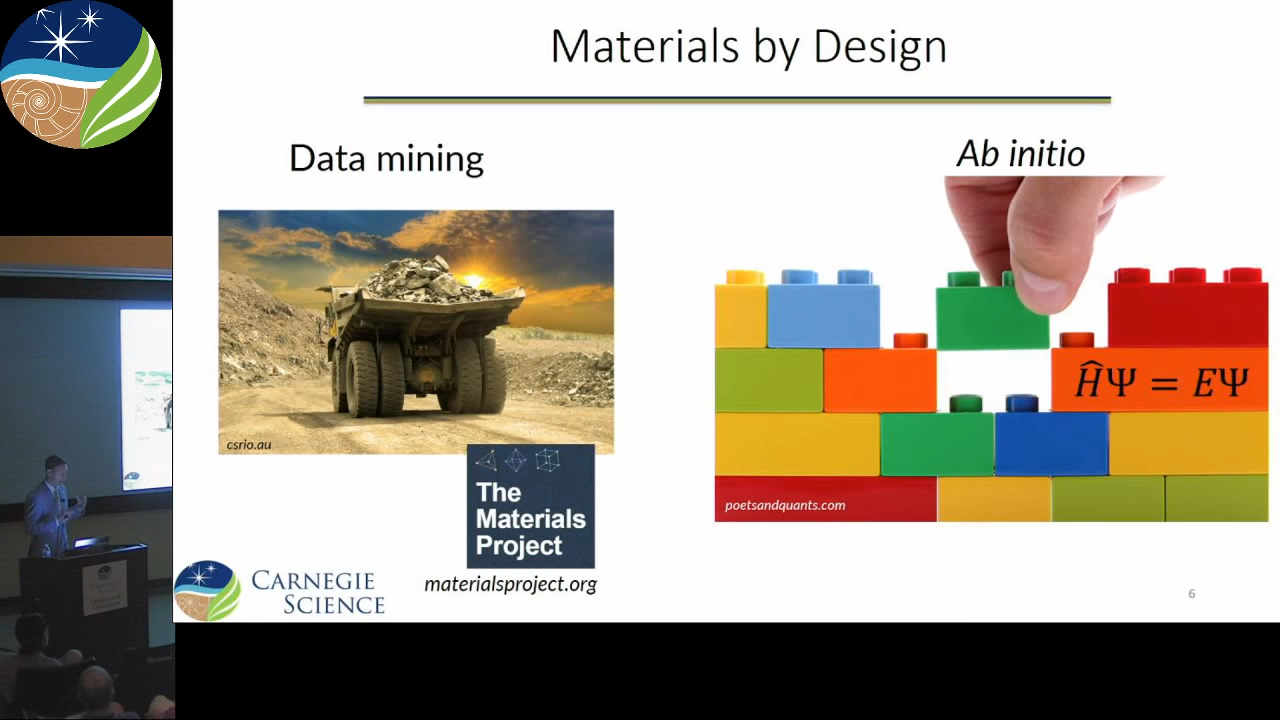 Materials by Design
Data mining
Ab initio
csrio.au
ĤΨ = EΨ
poetsandquants.com
The
Materials
Project
materialsproject.org
CARNEGIE
SCIENCE
6